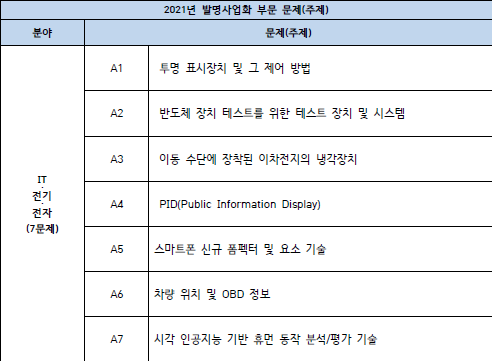 2021년 발명사업화 부문 문제(주제)
분야 문제(주제)
A1 투명 표시장치 및 그 제어 방법
A2 반도체 장치 테스트를 위한 테스트 장치 및 시스템
A3 이동 수단에 장착된 이차전지의 냉각장치
IT
·
전기
·
전자
(7문제)
A4 PID(Public Information Display)
A5 스마트폰 신규 폼펙터 및 요소 기술
A6 차량 위치 및 OBD 정보
A7 시각 인공지능 기반 휴먼 동작 분석/평가 기술